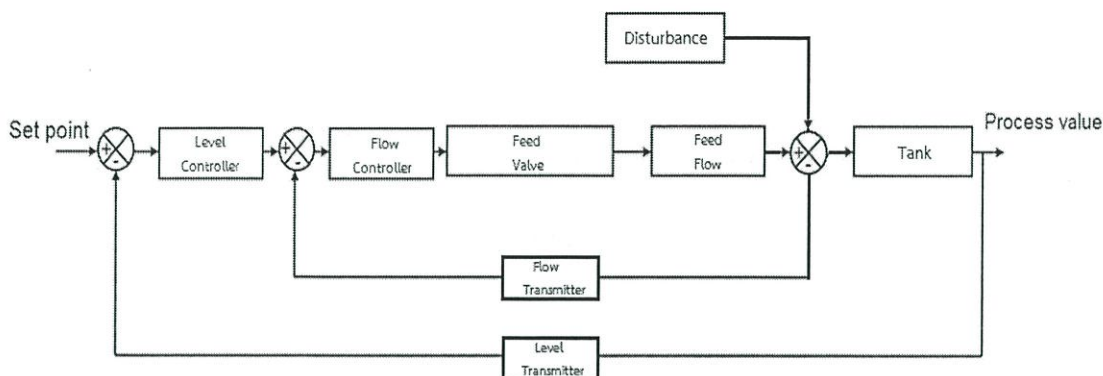 Disturbance
Set point
+
-
Level
Controller
+
-
Flow
Controller
Feed
Valve
Feed
Flow
+
-
Tank
Process value
Flow
Transmitter
Level
Transmitter